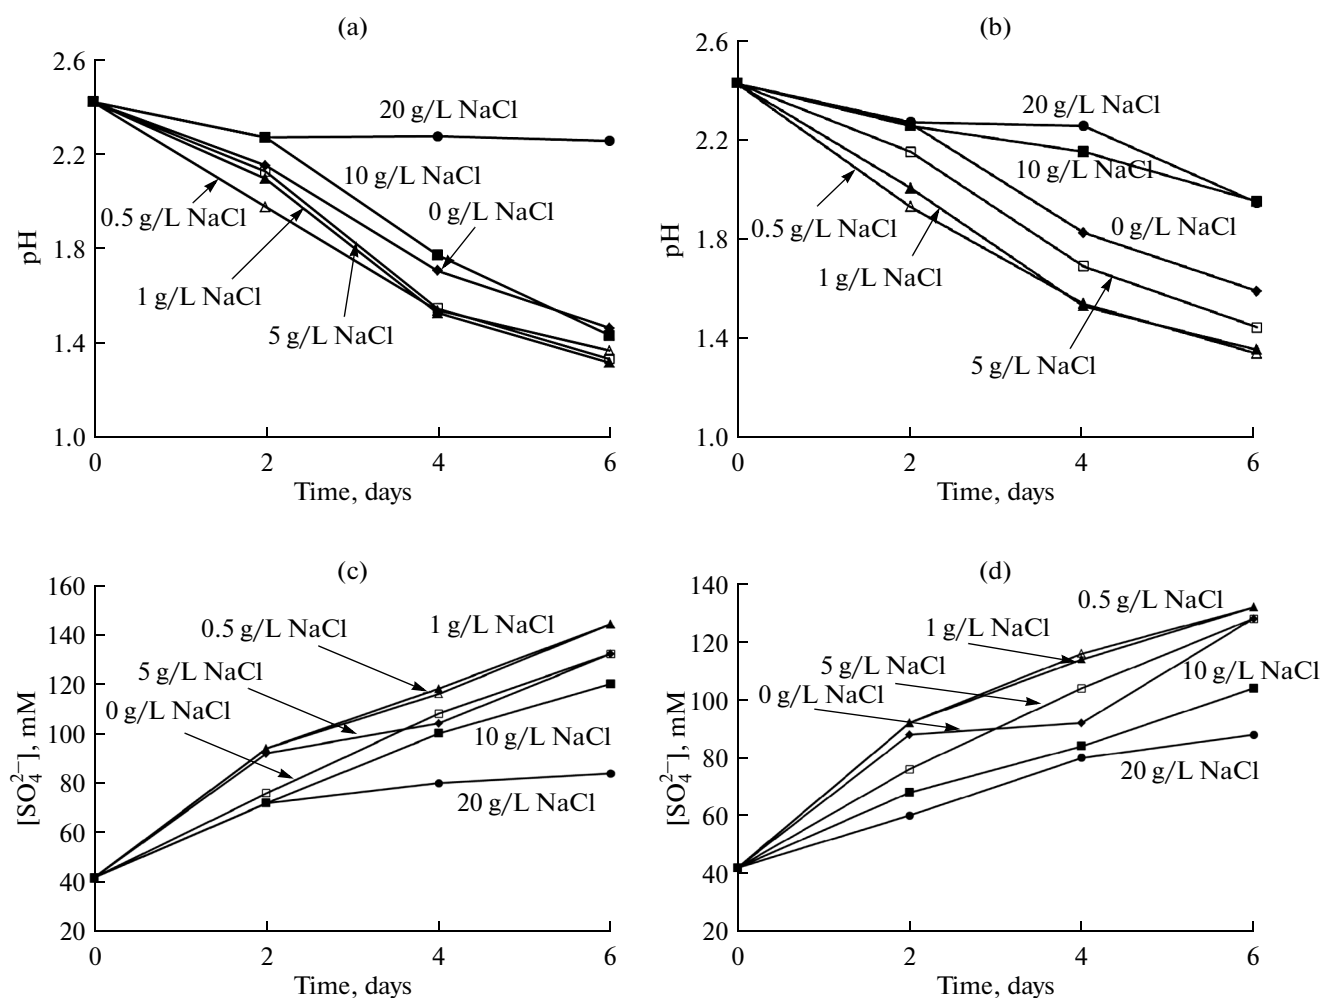 (a)
2.6
2.2
1.8
1.4
1.0
pH
20 g/L NaCl
10 g/L NaCl
0 g/L NaCl
0.5 g/L NaCl
1 g/L NaCl
5 g/L NaCl
0 2 4 6
Time, days
(b)
2.6
2.2
1.8
1.4
1.0
pH
20 g/L NaCl
10 g/L NaCl
0.5 g/L NaCl
0 g/L NaCl
1 g/L NaCl
5 g/L NaCl
0 2 4 6
Time, days
(c)
160
140
120
100
80
60
40
20
[SO₄²⁻], mM
0.5 g/L NaCl
1 g/L NaCl
5 g/L NaCl
0 g/L NaCl
10 g/L NaCl
20 g/L NaCl
0 2 4 6
Time, days
(d)
140
120
100
80
60
40
20
[SO₄²⁻], mM
0.5 g/L NaCl
1 g/L NaCl
5 g/L NaCl
0 g/L NaCl
10 g/L NaCl
20 g/L NaCl
0 2 4 6
Time, days